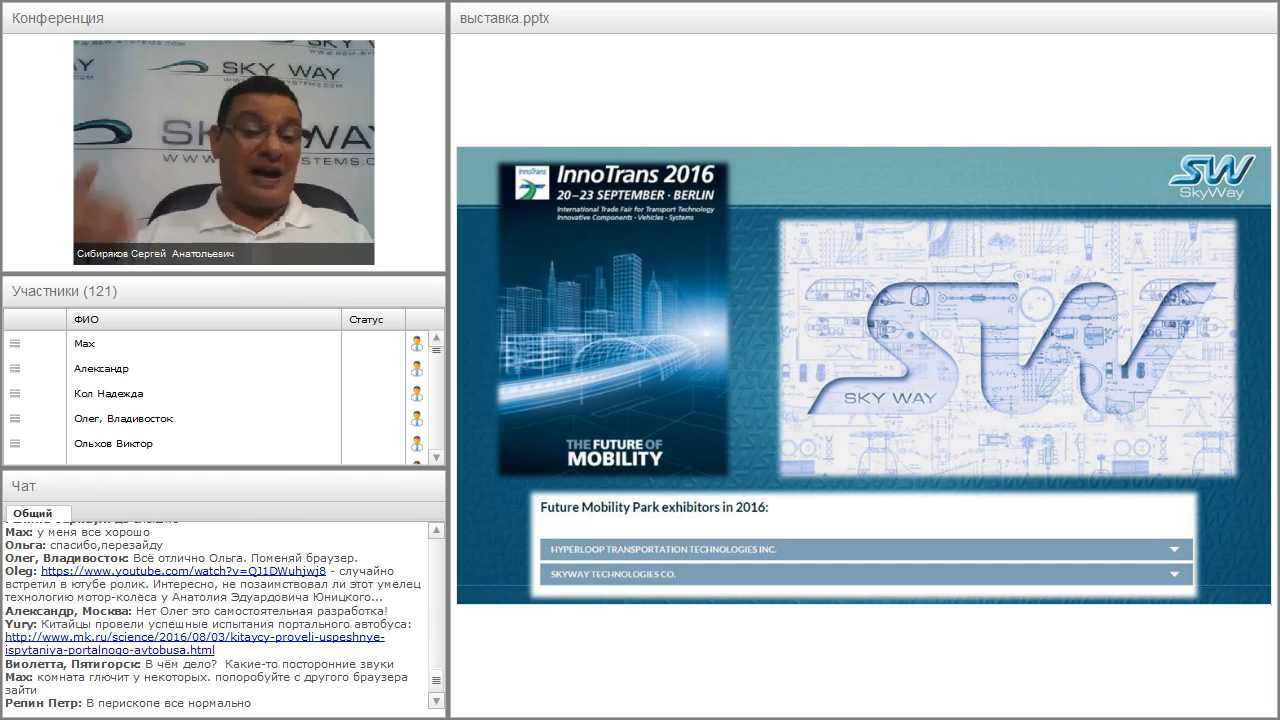 Конференция
SKY WAY
SKY WAY
Сибиряков Сергей Анатольевич
Участники (121)
ФИО
Статус
Max
Александр
Кол Надежда
Олег, Владивосток
Ольхов Виктор
Чат
Общий
Max: у меня все хорошо
Ольга: спасибо,перезайду
Олег, Владивосток: Всё отлично Ольга. Поменяй браузер.
Oleg: https://www.youtube.com/watch?v=QJ1DWuhjwj8 - случайно
встретил в ютубе ролик. Интересно, не позаимствовал ли этот умелец
технологию мотор-колеса у Анатолия Эдуардовича Юницкого...
Александр, Москва: Нет Олег это самостоятельная разработка!
Yury: Китайцы провели успешные испытания портального автобуса:
http://www.mk.ru/science/2016/08/03/kitaycy-proveli-uspeshnye-
ispytaniya-portalnogo-avtobusa.html
Виолетта, Пятигорск: В чём дело? Какие-то посторонние звуки
Max: комната глючит у некоторых. попоробуйте с другого браузера
зайти
Репин Петр: В перископе все нормально
выставка.pptx
InnoTrans
InnoTrans 2016
20–23 SEPTEMBER · BERLIN
International Trade Fair for Transport Technology
Innovative Components · Vehicles · Systems
THE FUTURE OF
MOBILITY
SW
SkyWay
SW
SKY WAY
Future Mobility Park exhibitors in 2016:
HYPERLOOP TRANSPORTATION TECHNOLOGIES INC.
SKYWAY TECHNOLOGIES CO.